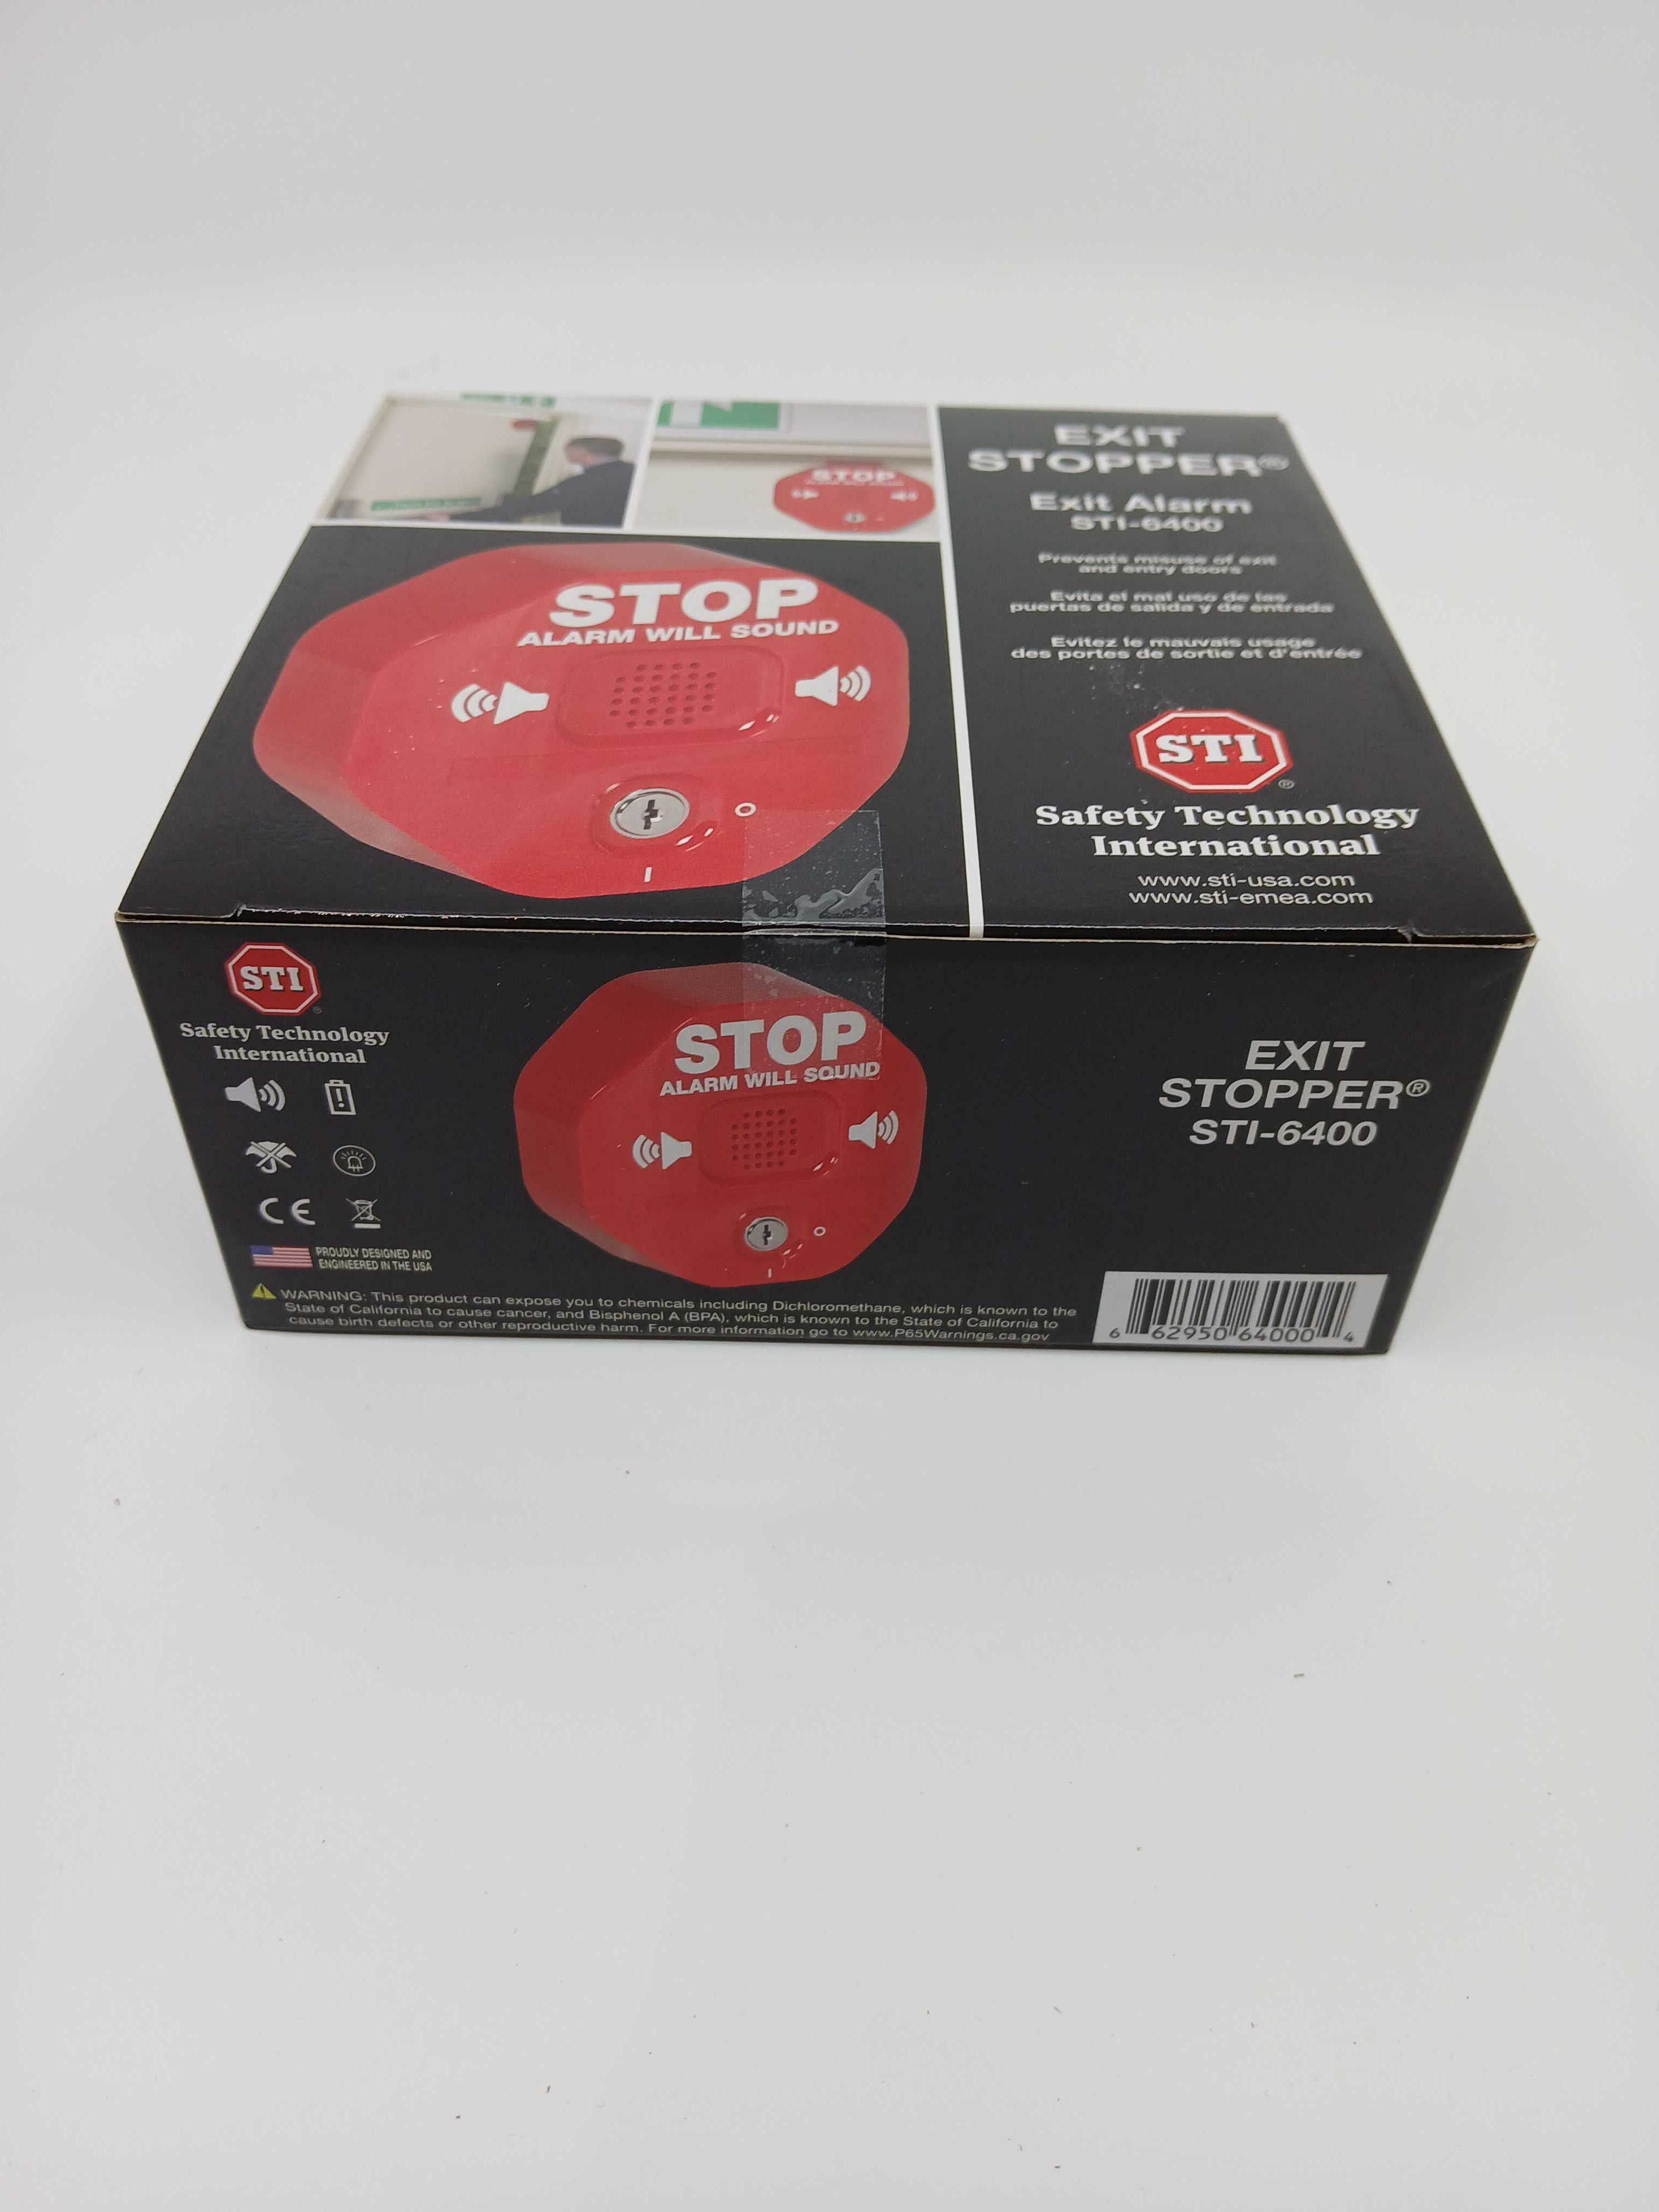 STOP
EXIT
STOPPER®
Exit Alarm
STI-6400
Prevents misuse of exit
and entry doors
Evita el mal uso de las
puertas de salida y de entrada
Evitez le mauvais usage
des portes de sortie et d'entrée
STI
®
Safety Technology
International
www.sti-usa.com
www.sti-emea.com
STOP
ALARM WILL SOUND
O
I
STI
®
Safety Technology
International
CE
PROUDLY DESIGNED AND
ENGINEERED IN THE USA
STOP
ALARM WILL SOUND
O
I
EXIT
STOPPER®
STI-6400
WARNING: This product can expose you to chemicals including Dichloromethane, which is known to the
State of California to cause cancer, and Bisphenol A (BPA), which is known to the State of California to
cause birth defects or other reproductive harm. For more information go to www.P65Warnings.ca.gov
6 62950 64000 4